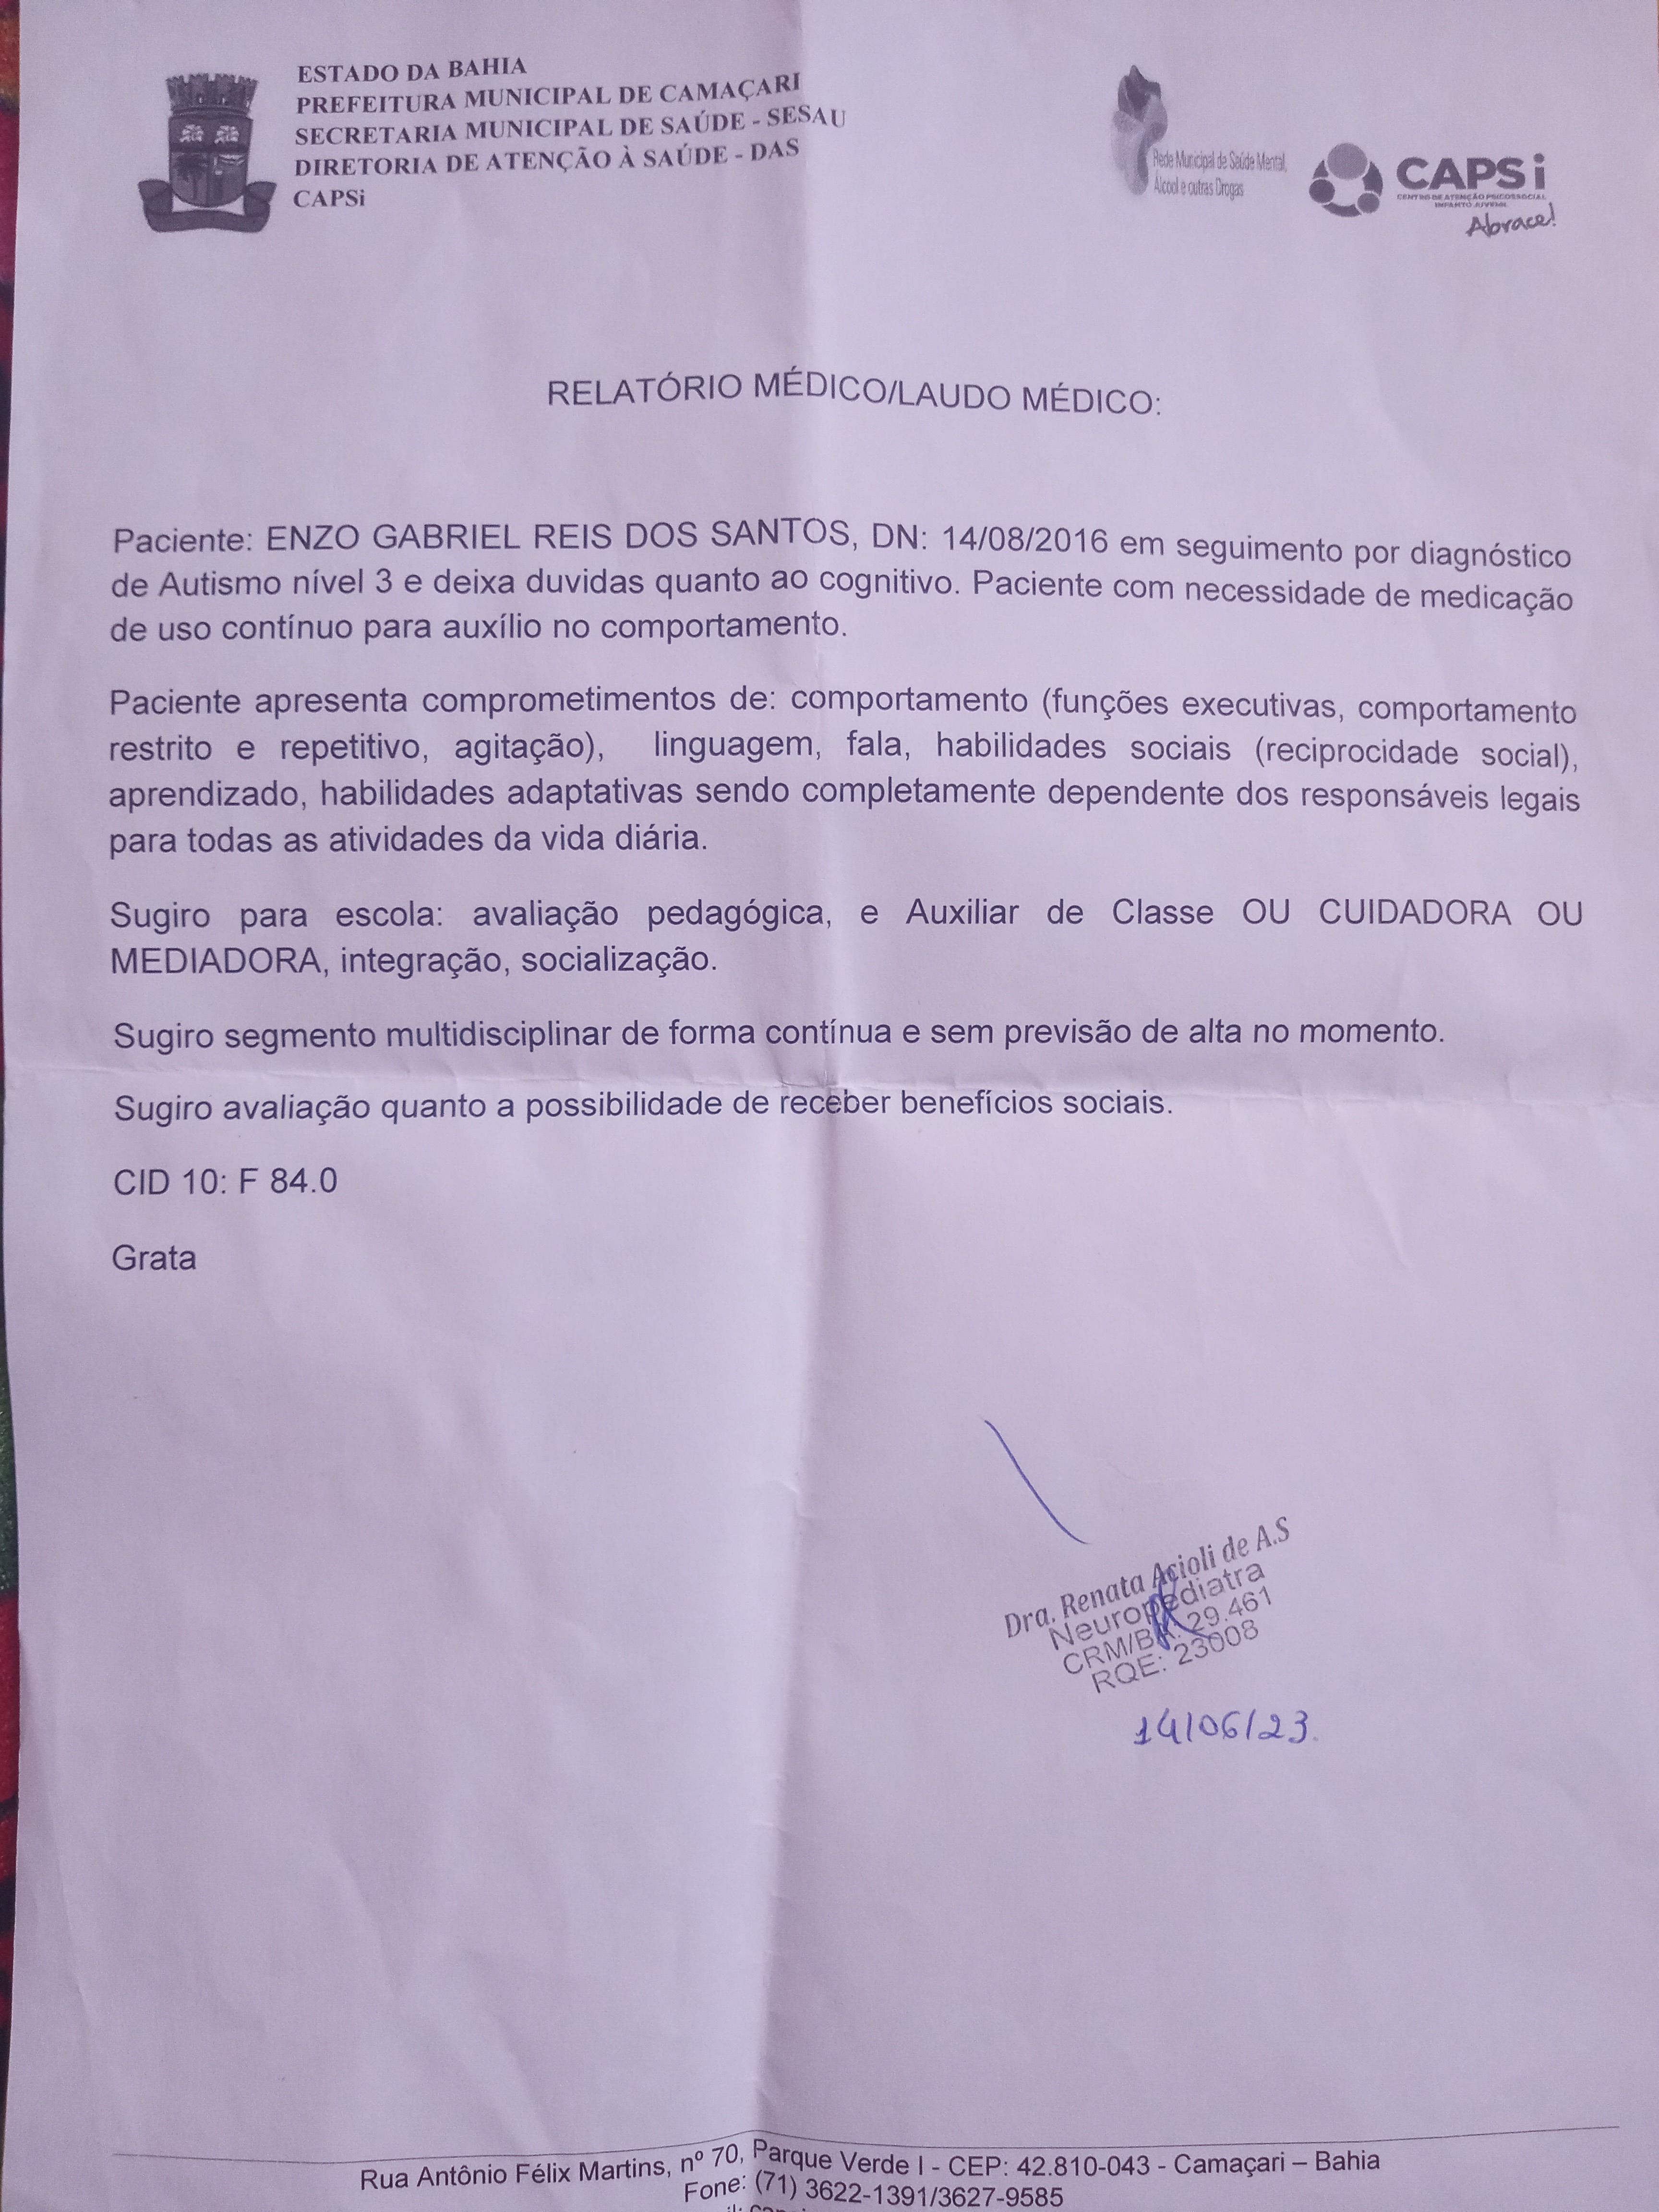 ESTADO DA BAHIA
PREFEITURA MUNICIPAL DE CAMAÇARI
SECRETARIA MUNICIPAL DE SAÚDE - SESAU
DIRETORIA DE ATENÇÃO À SAÚDE - DAS
CAPSi
Rede Municipal de Saúde Mental,
Álcool e outras Drogas
CAPSi
CENTRO DE ATENÇÃO PSICOSSOCIAL
INFANTO JUVENIL
Abrace!
RELATÓRIO MÉDICO/LAUDO MÉDICO:
Paciente: ENZO GABRIEL REIS DOS SANTOS, DN: 14/08/2016 em seguimento por diagnóstico
de Autismo nível 3 e deixa duvidas quanto ao cognitivo. Paciente com necessidade de medicação
de uso contínuo para auxílio no comportamento.
Paciente apresenta comprometimentos de: comportamento (funções executivas, comportamento
restrito e repetitivo, agitação), linguagem, fala, habilidades sociais (reciprocidade social),
aprendizado, habilidades adaptativas sendo completamente dependente dos responsáveis legais
para todas as atividades da vida diária.
Sugiro para escola: avaliação pedagógica, e Auxiliar de Classe OU CUIDADORA OU
MEDIADORA, integração, socialização.
Sugiro segmento multidisciplinar de forma contínua e sem previsão de alta no momento.
Sugiro avaliação quanto a possibilidade de receber benefícios sociais.
CID 10: F 84.0
Grata
Dra. Renata Acioli de A.S
Neuropediatra
CRM/BA: 29.461
RQE: 23008
14/06/23.
Rua Antônio Félix Martins, nº 70, Parque Verde I - CEP: 42.810-043 - Camaçari – Bahia
Fone: (71) 3622-1391/3627-9585